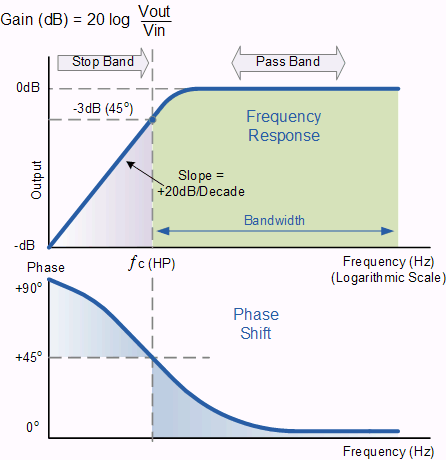 Gain (dB) = 20 log Vout
Vin
Stop Band
Pass Band
0dB
-3dB (45°)
Frequency
Response
Output
Slope =
+20dB/Decade
Bandwidth
-dB
Phase
ƒc (HP)
Frequency (Hz)
(Logarithmic Scale)
+90°
Phase
Shift
+45°
0°
Frequency (Hz)